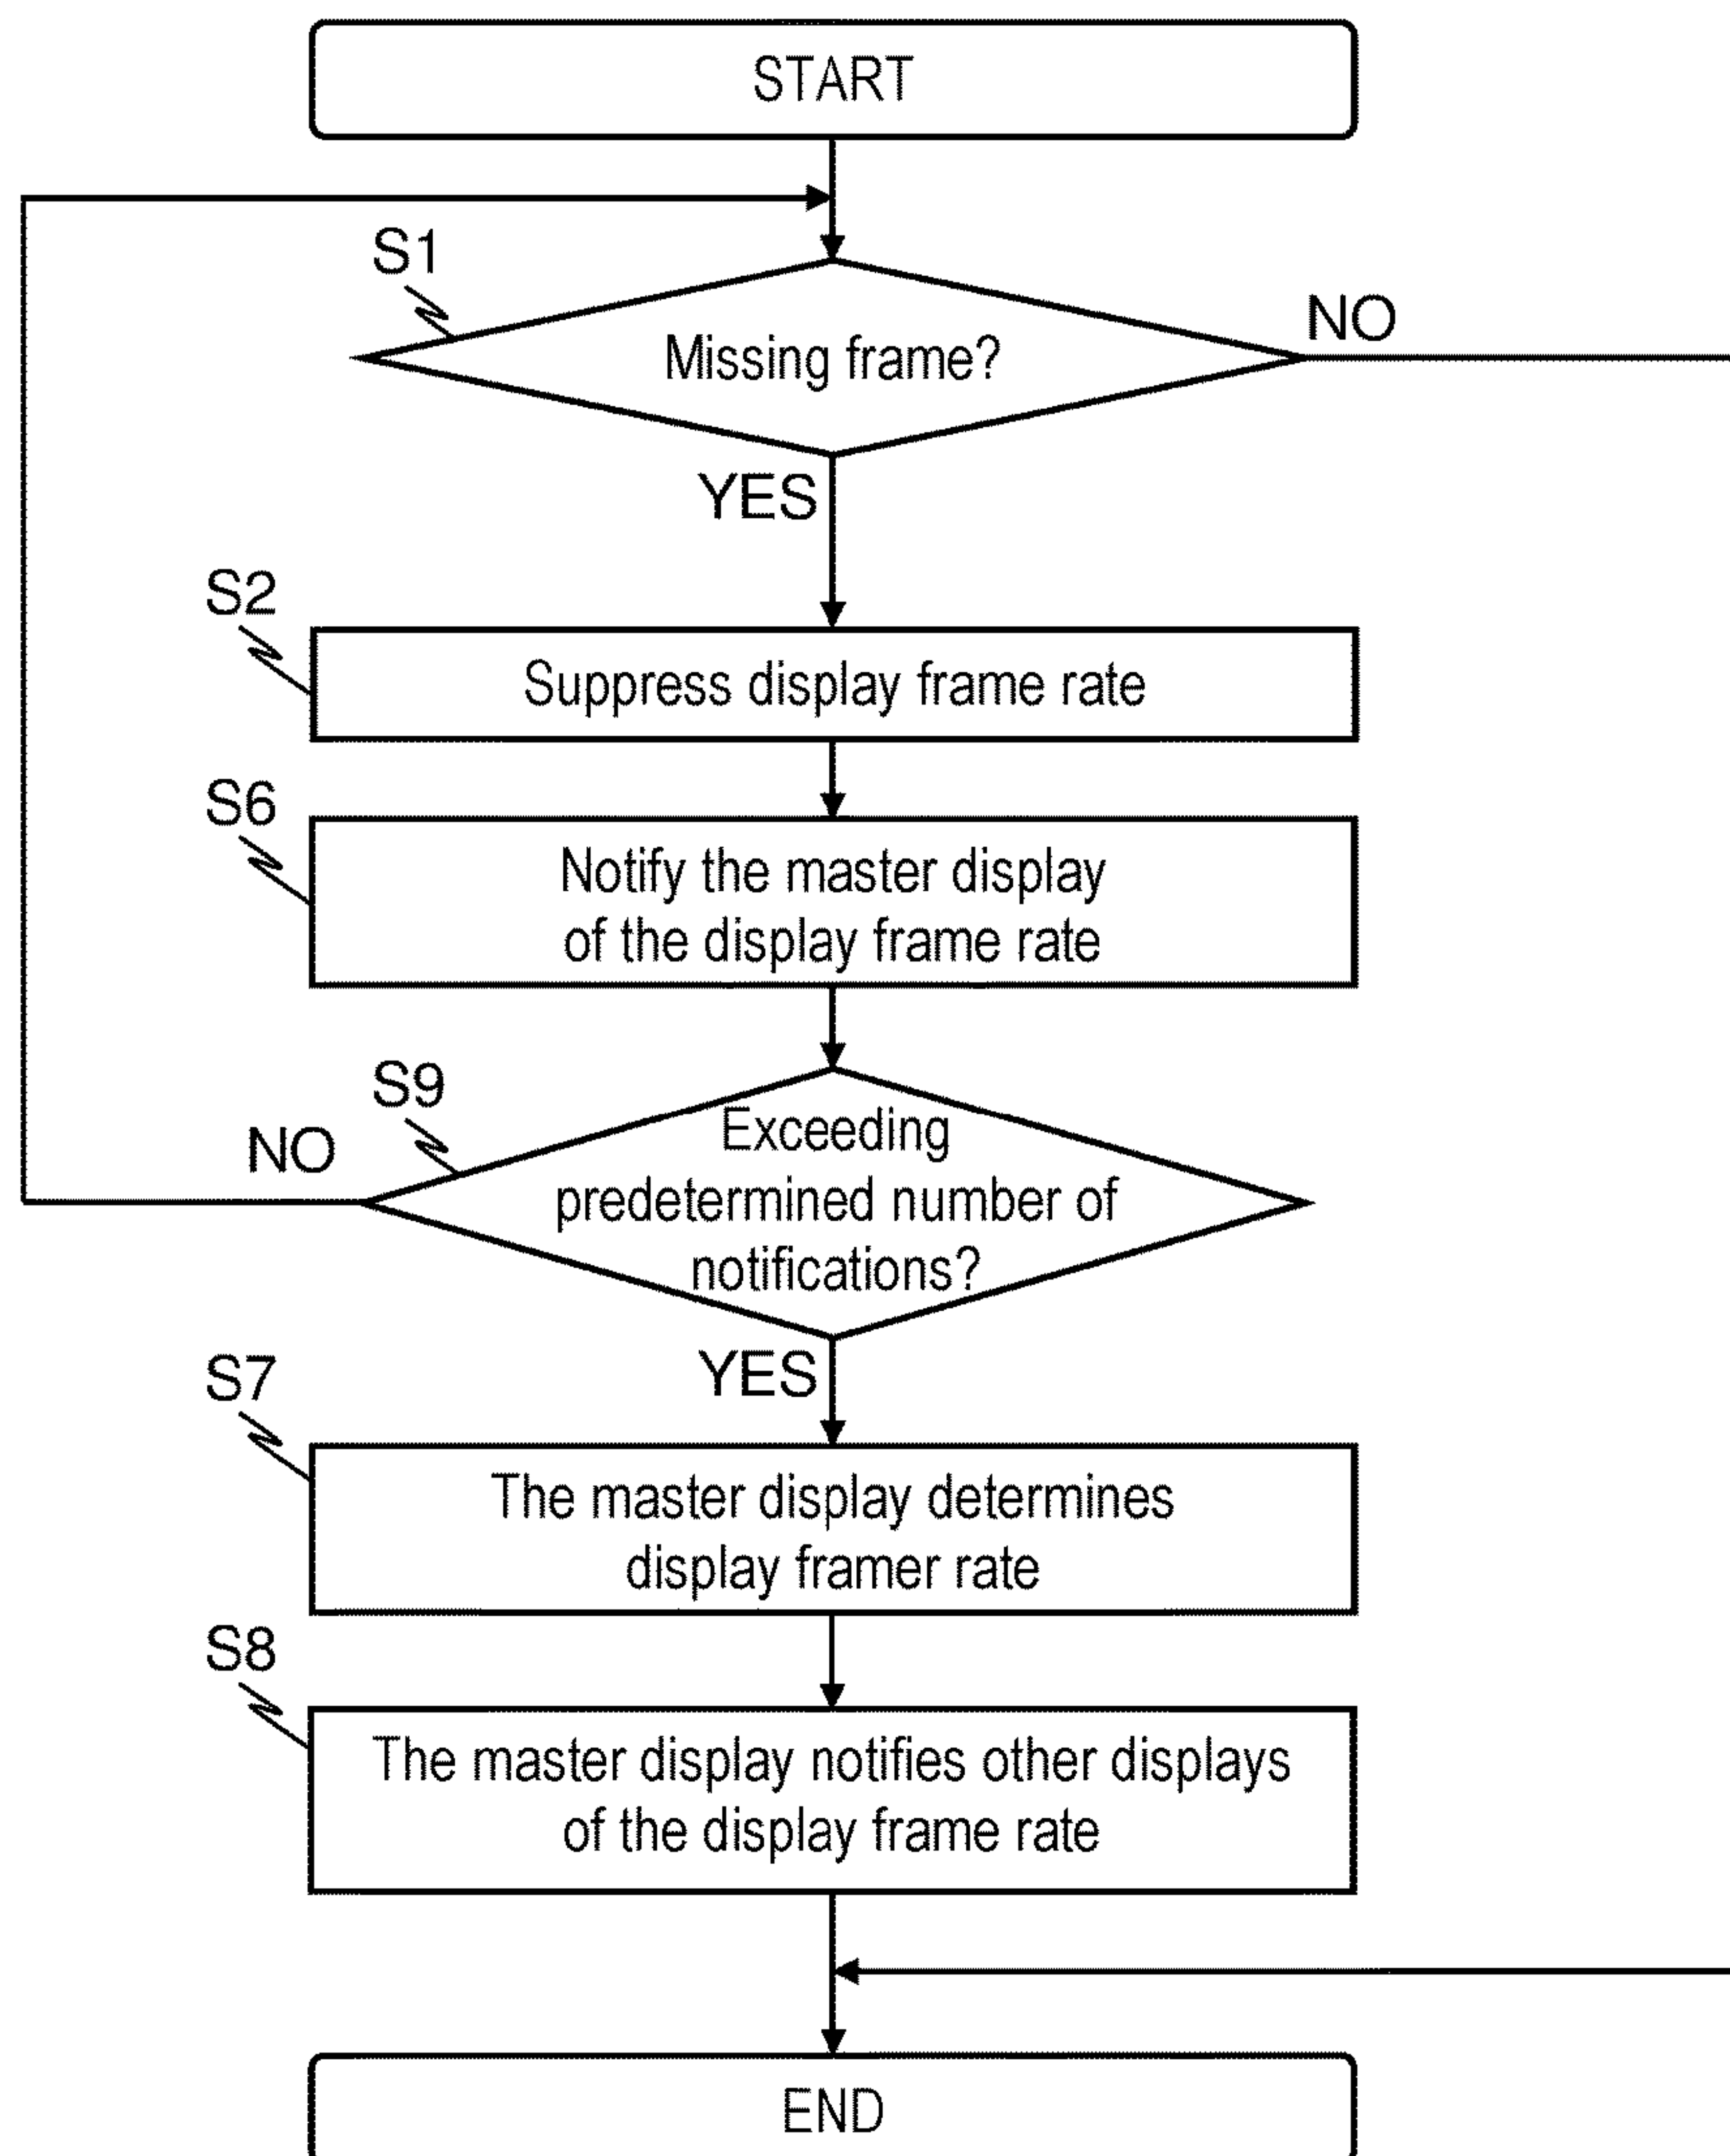 START
S1
Missing frame?
NO
YES
S2
Suppress display frame rate
S6
Notify the master display
of the display frame rate
S9
NO
Exceeding
predetermined number of
notifications?
YES
S7
The master display determines
display framer rate
S8
The master display notifies other displays
of the display frame rate
END